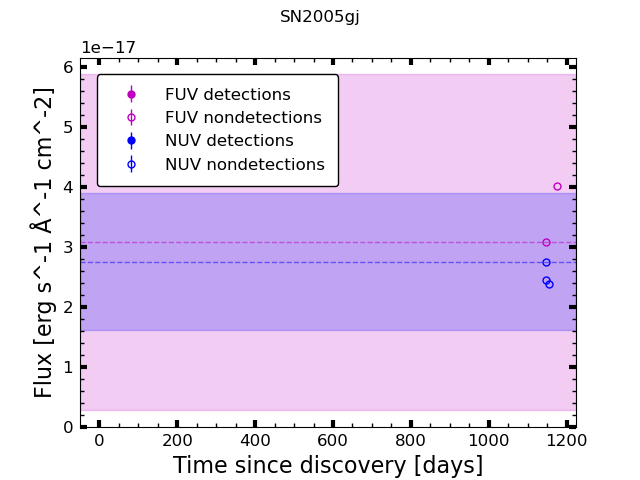 SN2005gj
1e−17
6
5
4
3
2
1
0
Flux [erg s^-1 Å^-1 cm^-2]
FUV detections
FUV nondetections
NUV detections
NUV nondetections
0 200 400 600 800 1000 1200
Time since discovery [days]